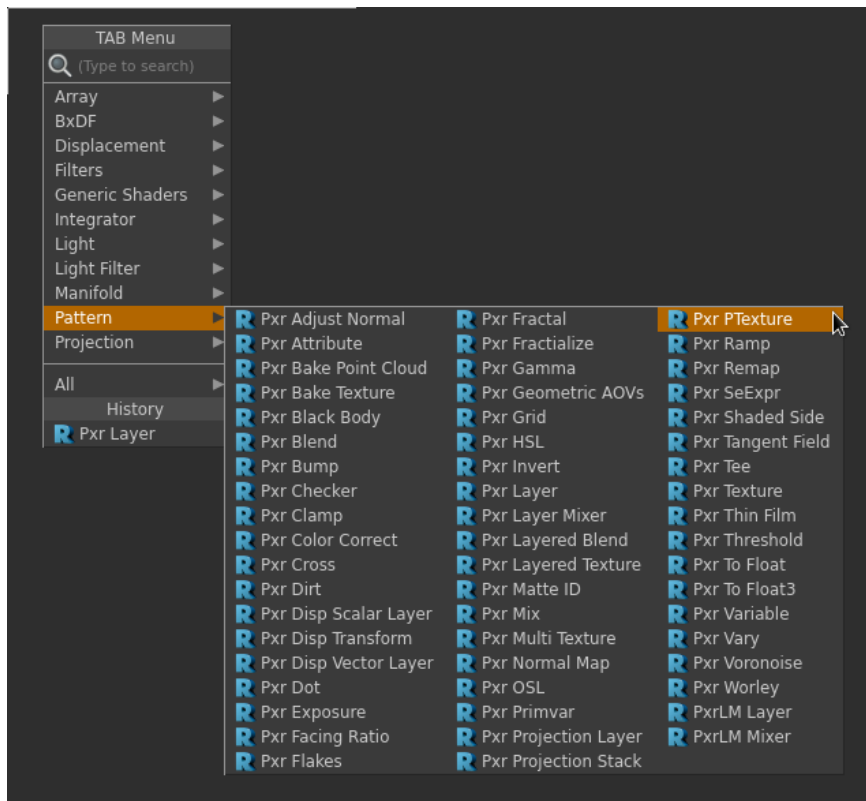 TAB Menu
(Type to search)
Array
BxDF
Displacement
Filters
Generic Shaders
Integrator
Light
Light Filter
Manifold
Pattern
Projection
All
History
Pxr Layer
Pxr Adjust Normal
Pxr Attribute
Pxr Bake Point Cloud
Pxr Bake Texture
Pxr Black Body
Pxr Blend
Pxr Bump
Pxr Checker
Pxr Clamp
Pxr Color Correct
Pxr Cross
Pxr Dirt
Pxr Disp Scalar Layer
Pxr Disp Transform
Pxr Disp Vector Layer
Pxr Dot
Pxr Exposure
Pxr Facing Ratio
Pxr Flakes
Pxr Fractal
Pxr Fractialize
Pxr Gamma
Pxr Geometric AOVs
Pxr Grid
Pxr HSL
Pxr Invert
Pxr Layer
Pxr Layer Mixer
Pxr Layered Blend
Pxr Layered Texture
Pxr Matte ID
Pxr Mix
Pxr Multi Texture
Pxr Normal Map
Pxr OSL
Pxr Primvar
Pxr Projection Layer
Pxr Projection Stack
Pxr PTexture
Pxr Ramp
Pxr Remap
Pxr SeExpr
Pxr Shaded Side
Pxr Tangent Field
Pxr Tee
Pxr Texture
Pxr Thin Film
Pxr Threshold
Pxr To Float
Pxr To Float3
Pxr Variable
Pxr Vary
Pxr Voronoise
Pxr Worley
PxrLM Layer
PxrLM Mixer